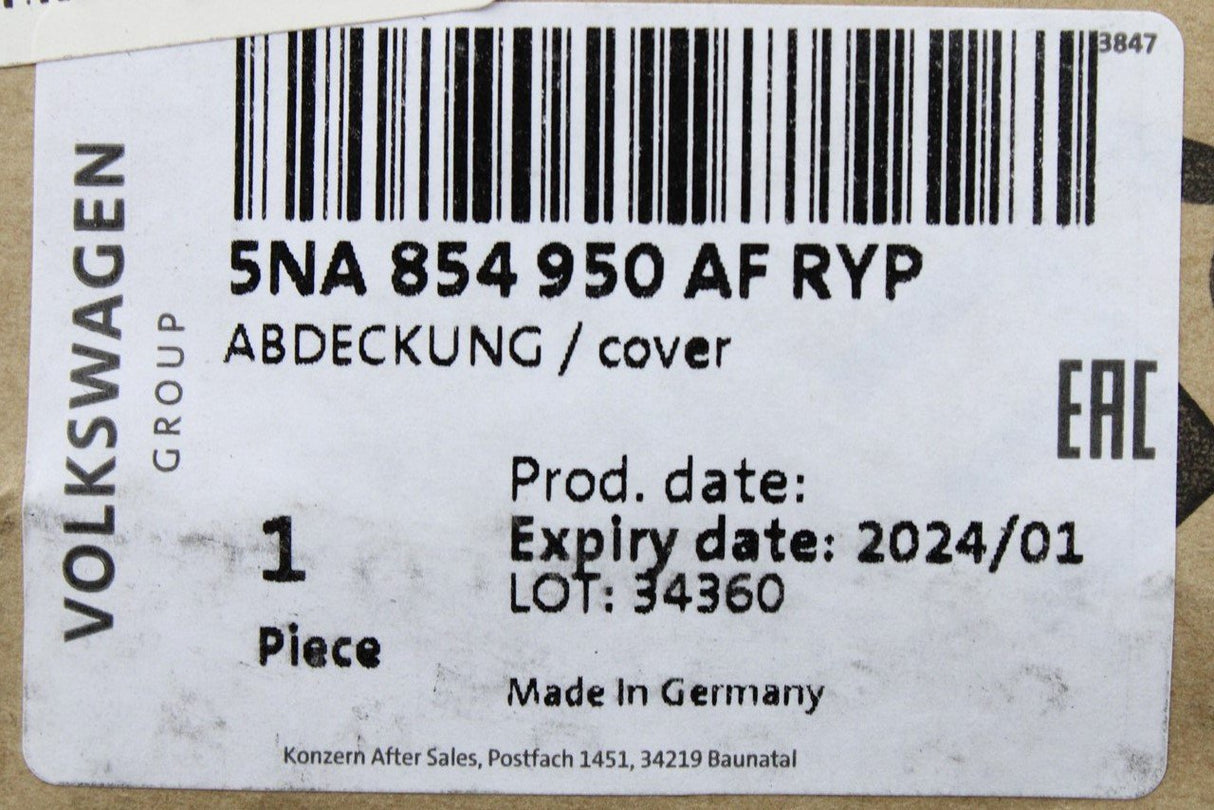 3847
VOLKSWAGEN
GROUP
5NA 854 950 AF RYP
ABDECKUNG / cover
EAC
Prod. date:
Expiry date: 2024/01
LOT: 34360
1
Piece
Made In Germany
Konzern After Sales, Postfach 1451, 34219 Baunatal